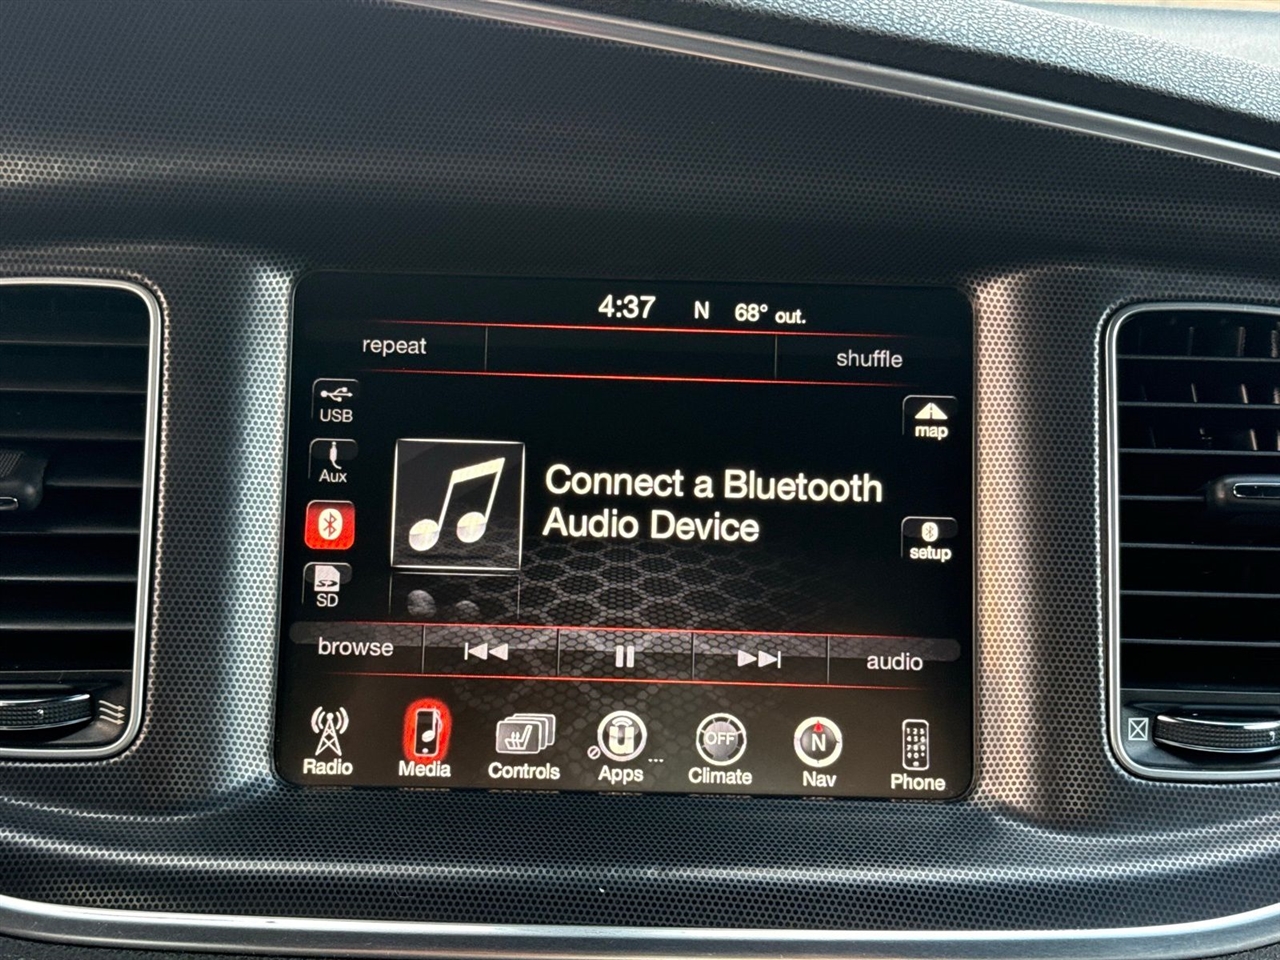 4:37 N 68° out.
repeat shuffle
USB
map
Aux
Connect a Bluetooth
Audio Device
setup
SD
browse audio
OFF N
Radio Media Controls Apps ... Climate Nav Phone